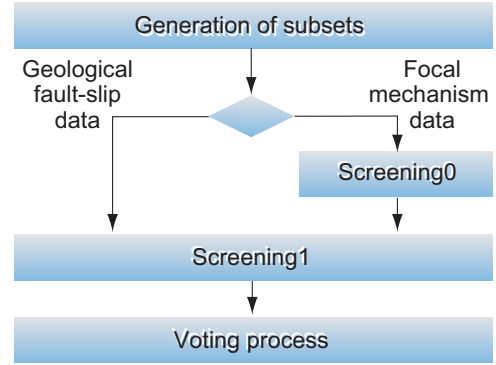 Generation of subsets
Geological
fault-slip
data
Focal
mechanism
data
Screening0
Screening1
Voting process